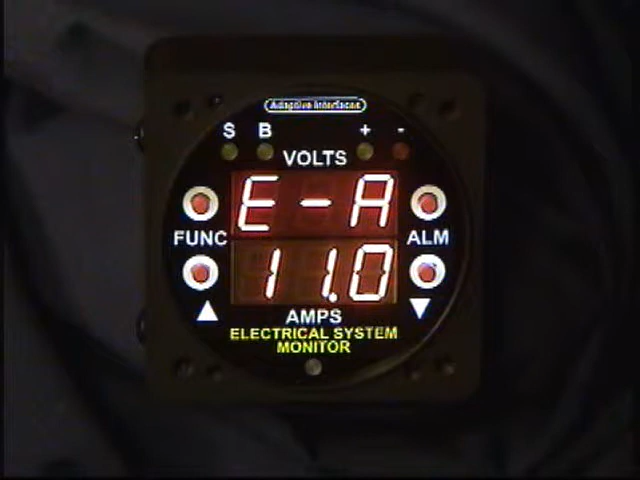 Adaptive Interfaces
S B + -
VOLTS
E-A
FUNC ALM
11.0
AMPS
ELECTRICAL SYSTEM
MONITOR